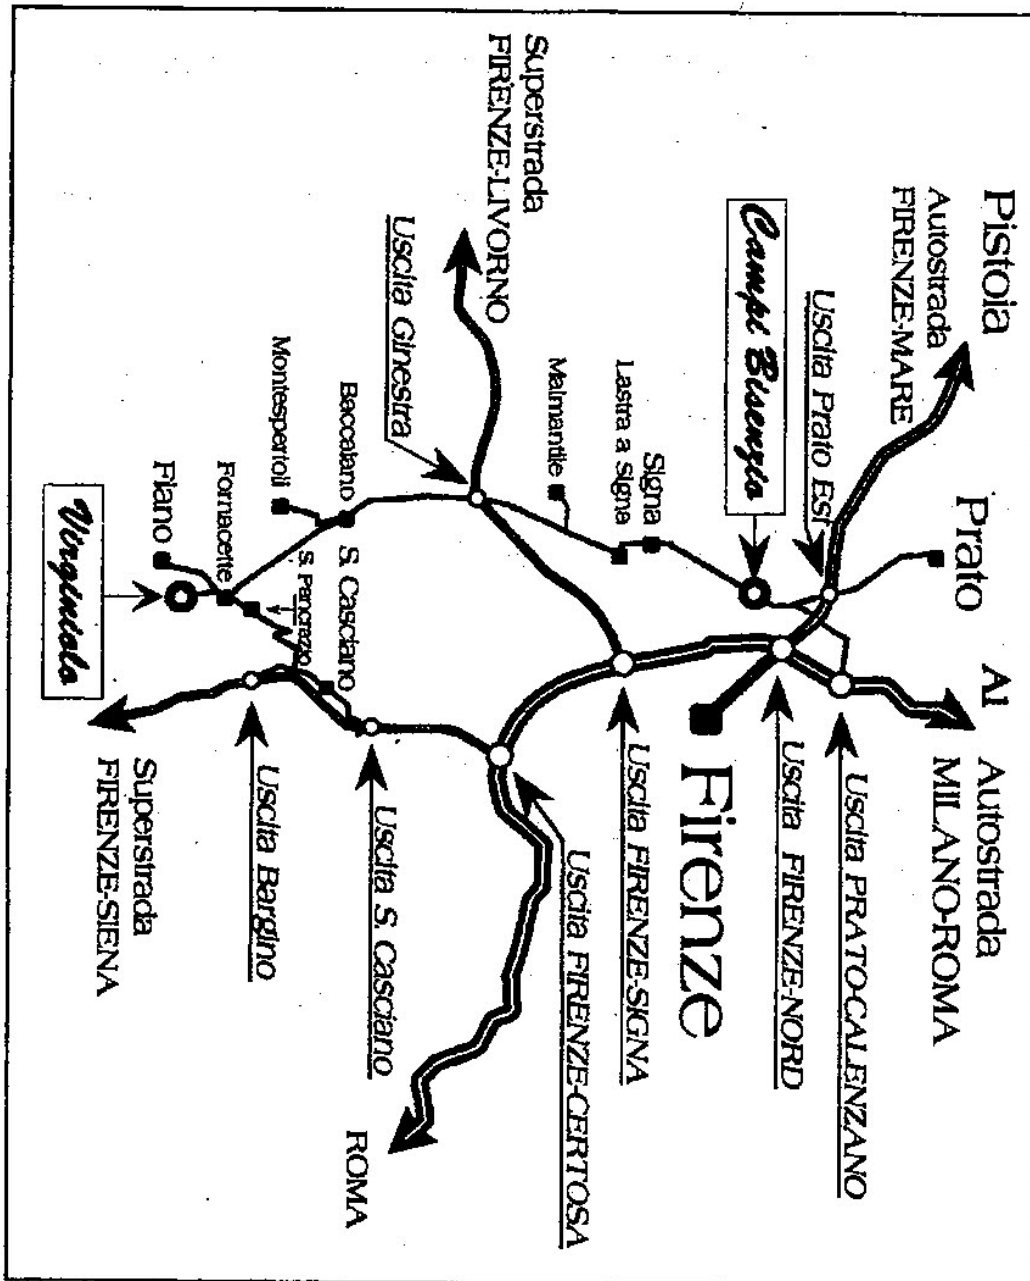 Pistoia
Autostrada
FIRENZE-MARE
Prato
A1
Autostrada
MILANO-ROMA
Uscita Prato Est
Uscita PRATO-CALENZANO
Campi Bisenzio
Uscita FIRENZE-NORD
Signa
Lastra a Signa
Firenze
Malmantile
Uscita FIRENZE-SIGNA
Superstrada
FIRENZE-LIVORNO
Uscita Ginestra
Uscita FIRENZE-CERTOSA
Baccaiano
S. Casciano
Uscita S. Casciano
ROMA
Montespertoli
S. Pancrazio
Uscita Bargino
Fornacette
Fiano
Superstrada
FIRENZE-SIENA
Virginiolo